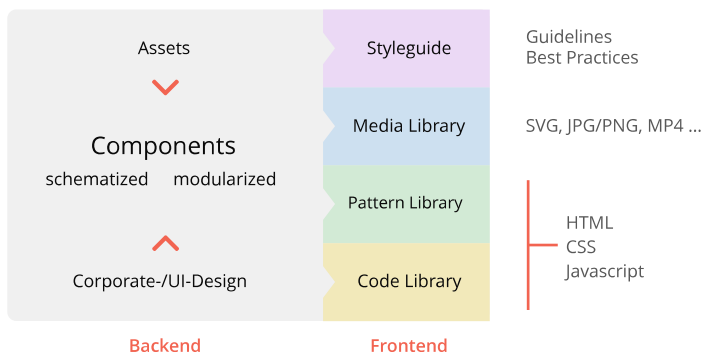 Assets
Components
schematized modularized
Corporate-/UI-Design
Backend
Styleguide
Media Library
Pattern Library
Code Library
Frontend
Guidelines
Best Practices
SVG, JPG/PNG, MP4 ...
HTML
CSS
Javascript